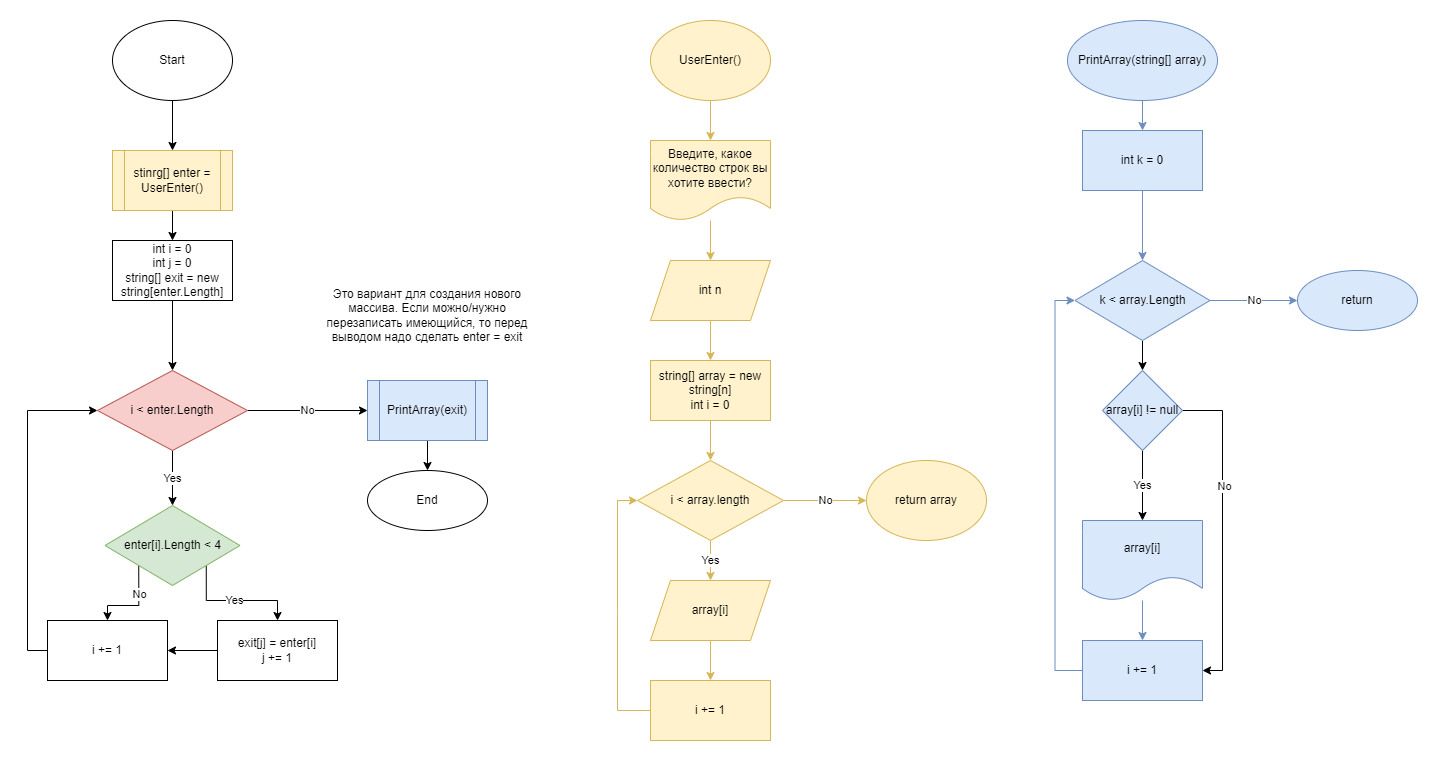 Start
stinrg[] enter =
UserEnter()
int i = 0
int j = 0
string[] exit = new
string[enter.Length]
Это вариант для создания нового
массива. Если можно/нужно
перезаписать имеющийся, то перед
выводом надо сделать enter = exit
i < enter.Length
No
PrintArray(exit)
End
Yes
enter[i].Length < 4
No
Yes
i += 1
exit[j] = enter[i]
j += 1
UserEnter()
Введите, какое
количество строк вы
хотите ввести?
int n
string[] array = new
string[n]
int i = 0
i < array.length
No
return array
Yes
array[i]
i += 1
PrintArray(string[] array)
int k = 0
k < array.Length
No
return
array[i] != null
Yes
No
array[i]
i += 1